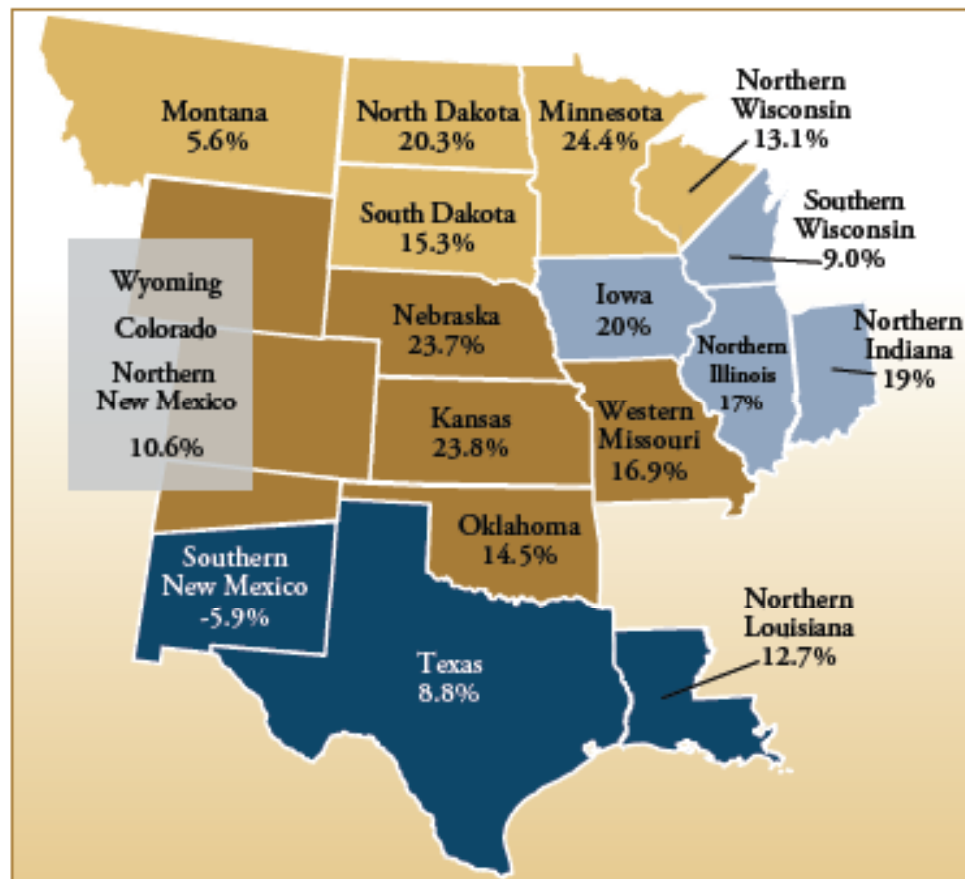 Montana
5.6%
North Dakota
20.3%
Minnesota
24.4%
Northern
Wisconsin
13.1%
South Dakota
15.3%
Southern
Wisconsin
9.0%
Wyoming
Colorado
Northern
New Mexico
10.6%
Nebraska
23.7%
Iowa
20%
Northern
Illinois
17%
Northern
Indiana
19%
Kansas
23.8%
Western
Missouri
16.9%
Oklahoma
14.5%
Southern
New Mexico
-5.9%
Texas
8.8%
Northern
Louisiana
12.7%